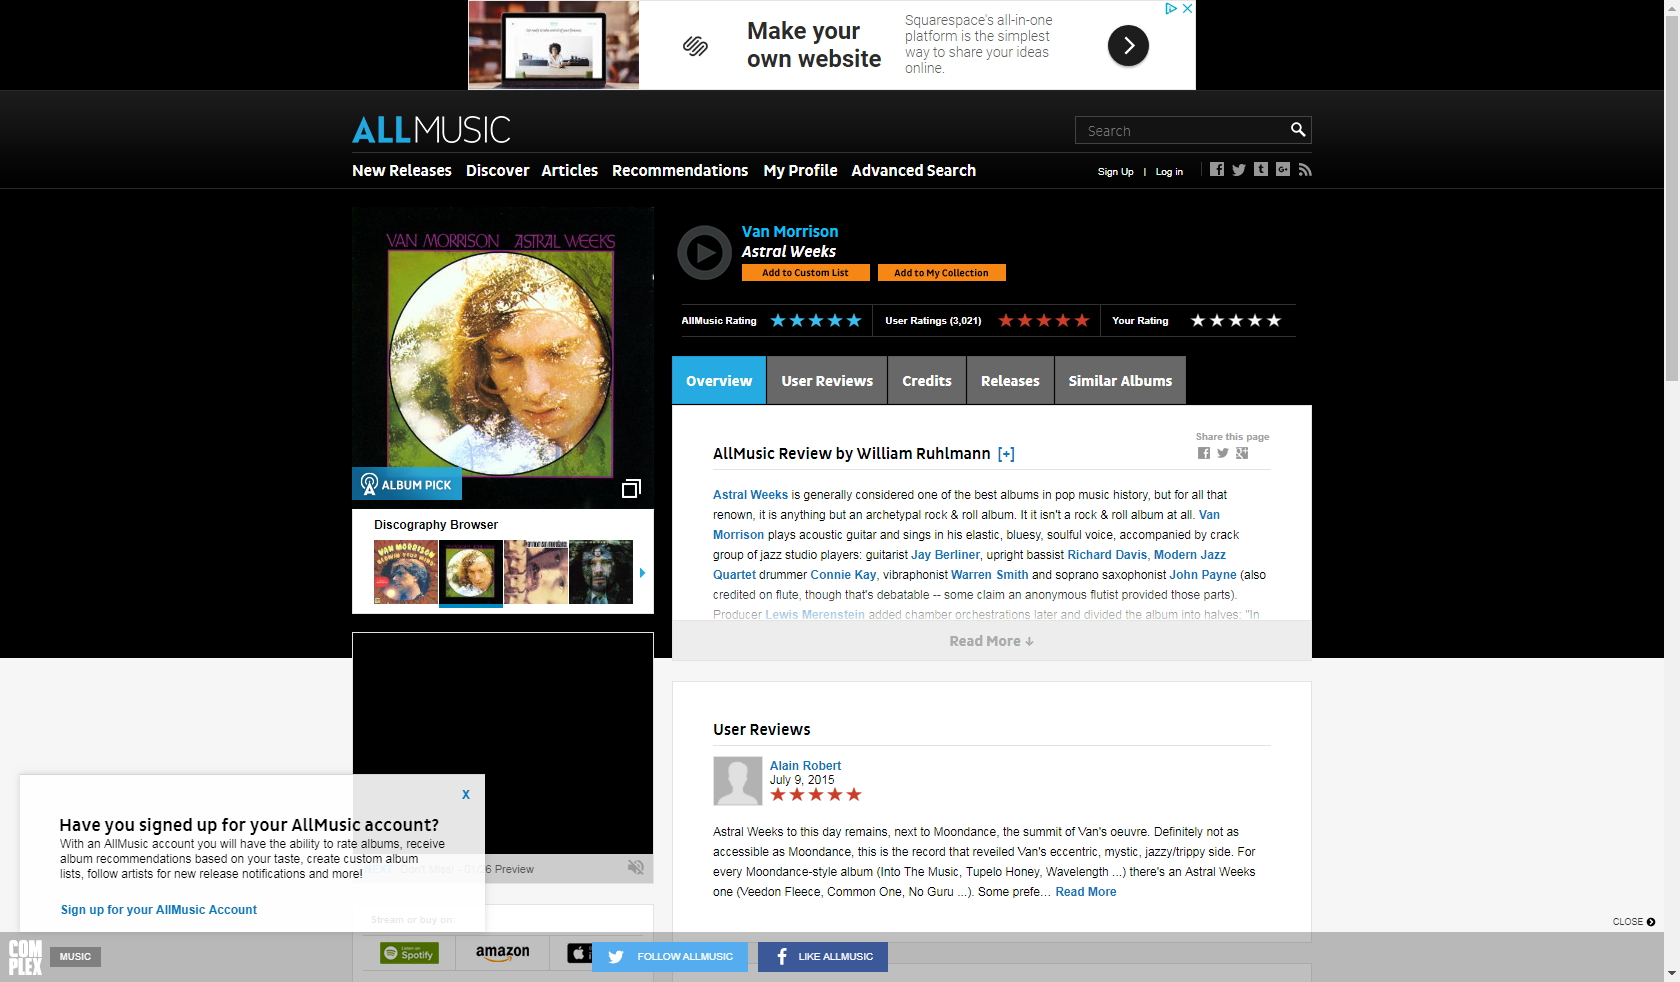 Make your
own website
Squarespace's all-in-one
platform is the simplest
way to share your ideas
online.
ALLMUSIC
Search
New Releases Discover Articles Recommendations My Profile Advanced Search
Sign Up | Log in
VAN MORRISON ASTRAL WEEKS
ALBUM PICK
Van Morrison
Astral Weeks
Add to Custom List Add to My Collection
AllMusic Rating User Ratings (3,021) Your Rating
Overview User Reviews Credits Releases Similar Albums
Share this page
AllMusic Review by William Ruhlmann [+]
Astral Weeks is generally considered one of the best albums in pop music history, but for all that
renown, it is anything but an archetypal rock & roll album. It it isn't a rock & roll album at all. Van
Morrison plays acoustic guitar and sings in his elastic, bluesy, soulful voice, accompanied by crack
group of jazz studio players: guitarist Jay Berliner, upright bassist Richard Davis, Modern Jazz
Quartet drummer Connie Kay, vibraphonist Warren Smith and soprano saxophonist John Payne (also
credited on flute, though that's debatable -- some claim an anonymous flutist provided those parts).
Producer Lewis Merenstein added chamber orchestrations later and divided the album into halves: "In
Read More ↓
Discography Browser
VAN MORRISON
User Reviews
Alain Robert
July 9, 2015
Astral Weeks to this day remains, next to Moondance, the summit of Van's oeuvre. Definitely not as
accessible as Moondance, this is the record that reveiled Van's eccentric, mystic, jazzy/trippy side. For
every Moondance-style album (Into The Music, Tupelo Honey, Wavelength ...) there's an Astral Weeks
one (Veedon Fleece, Common One, No Guru ...). Some prefe... Read More
X
Have you signed up for your AllMusic account?
With an AllMusic account you will have the ability to rate albums, receive
album recommendations based on your taste, create custom album
lists, follow artists for new release notifications and more!
Sign up for your AllMusic Account
Preview
Stream or buy on:
Listen on
Spotify
amazon
CLOSE
COMPLEX
MUSIC
FOLLOW ALLMUSIC
LIKE ALLMUSIC